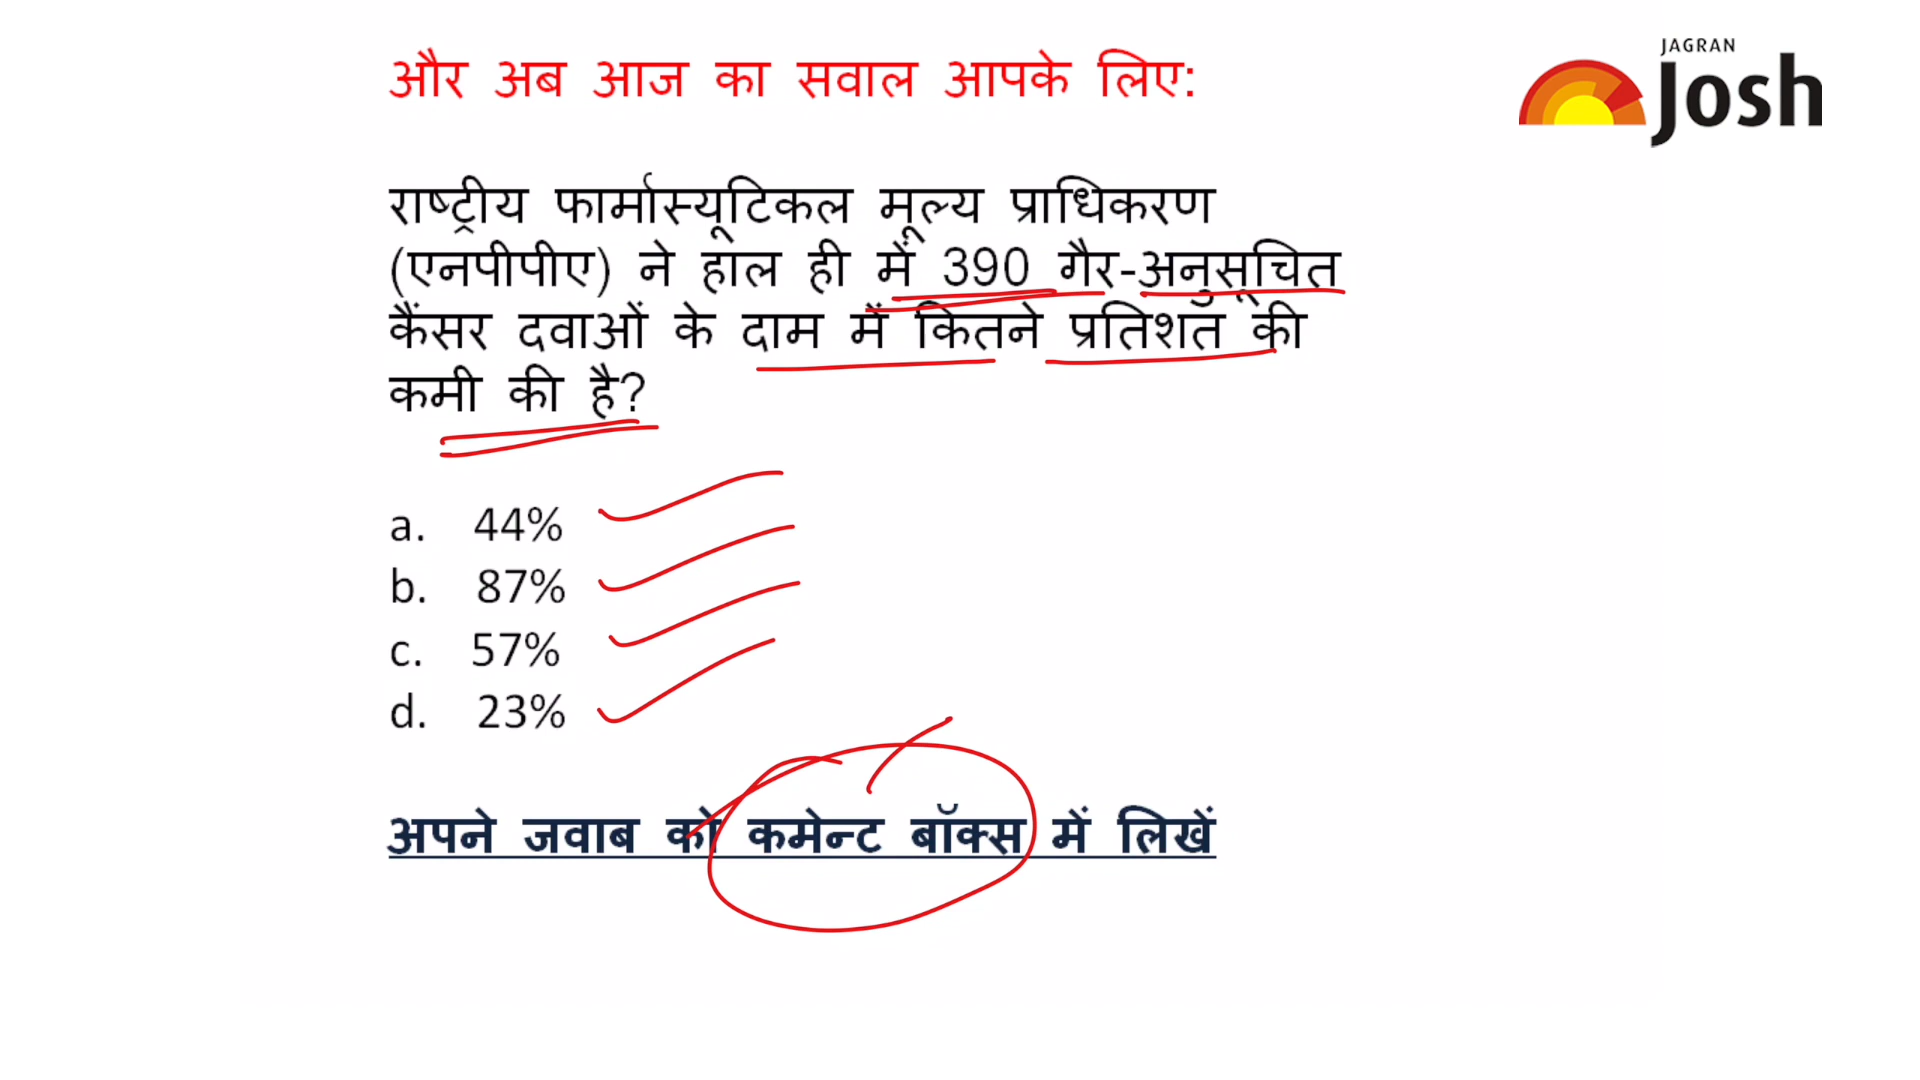 और अब आज का सवाल आपके लिए:
JAGRAN
Josh
राष्ट्रीय फार्मास्यूटिकल मूल्य प्राधिकरण
(एनपीपीए) ने हाल ही में 390 गैर-अनुसूचित
कैंसर दवाओं के दाम में कितने प्रतिशत की
कमी की है?
a. 44%
b. 87%
c. 57%
d. 23%
अपने जवाब को कमेन्ट बॉक्स में लिखें